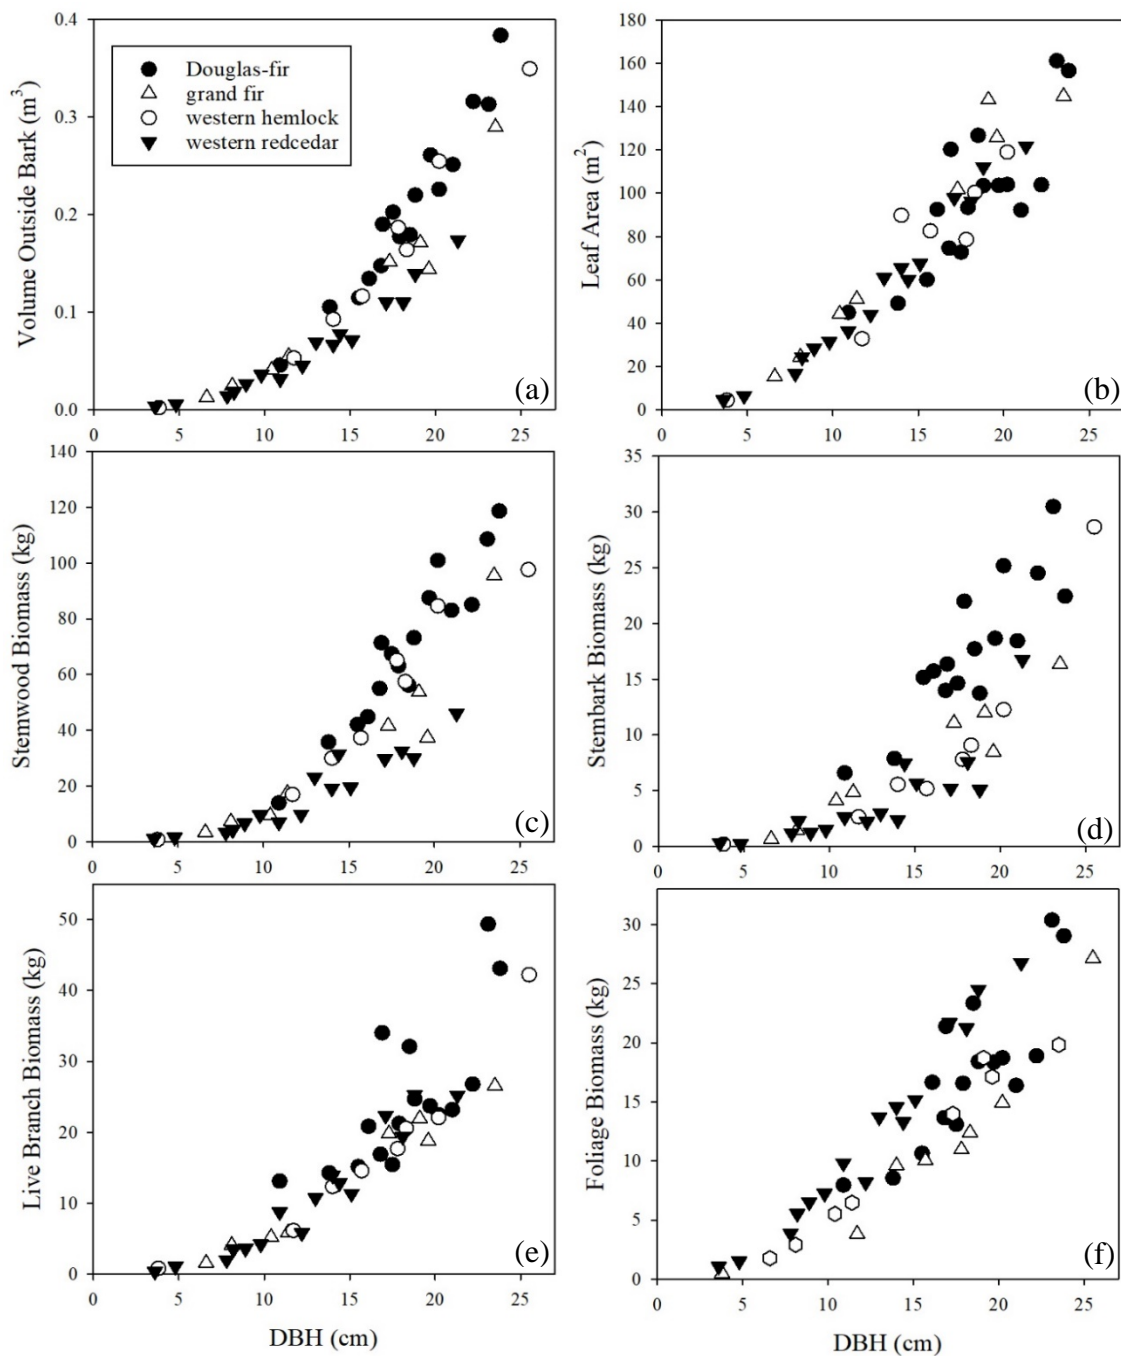 0.4
0.3
0.2
0.1
0.0
Volume Outside Bark (m³)
Douglas-fir
grand fir
western hemlock
western redcedar
(a)
0 5 10 15 20 25
180
160
140
120
100
80
60
40
20
0
Leaf Area (m²)
(b)
0 5 10 15 20 25
140
120
100
80
60
40
20
0
Stemwood Biomass (kg)
(c)
0 5 10 15 20 25
35
30
25
20
15
10
5
0
Stembark Biomass (kg)
(d)
0 5 10 15 20 25
50
40
30
20
10
0
Live Branch Biomass (kg)
(e)
0 5 10 15 20 25
DBH (cm)
30
25
20
15
10
5
0
Foliage Biomass (kg)
(f)
0 5 10 15 20 25
DBH (cm)